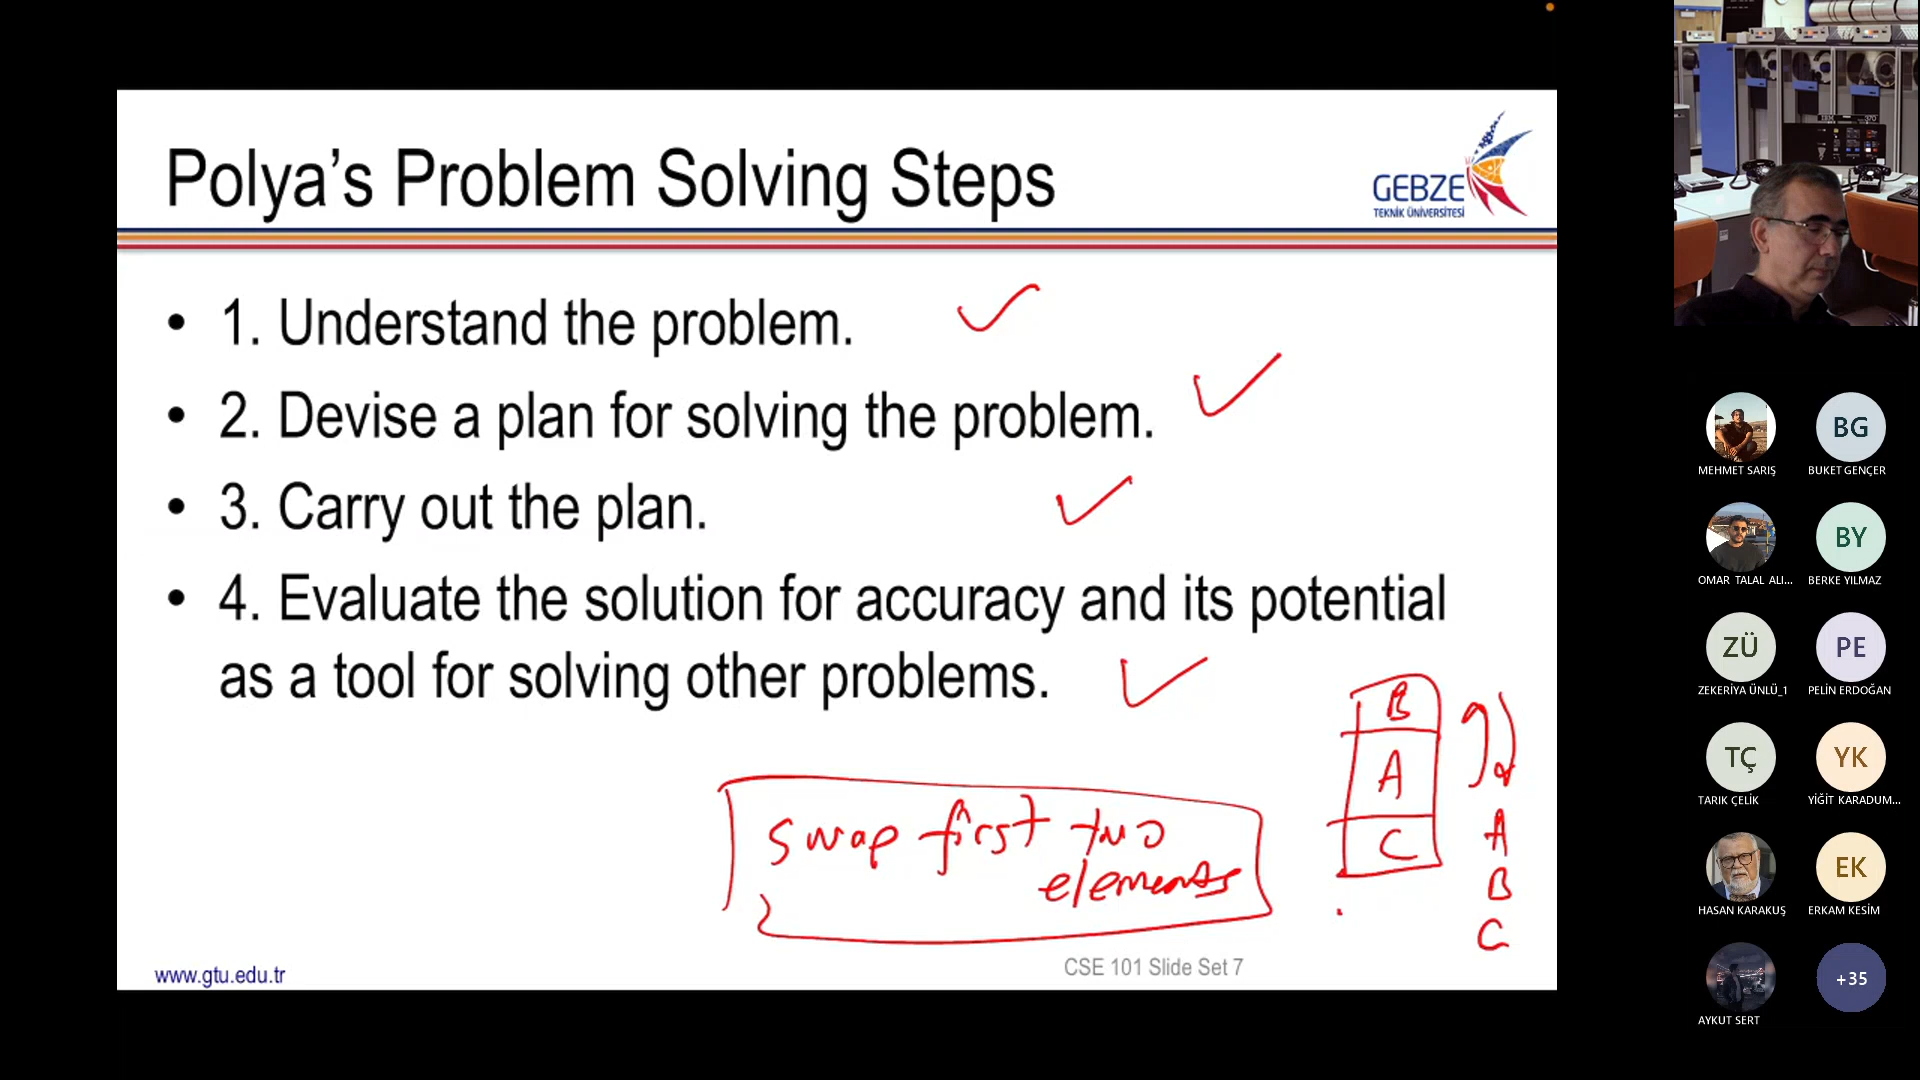 Polya's Problem Solving Steps
GEBZE
TEKNİK ÜNİVERSİTESİ
• 1. Understand the problem.
• 2. Devise a plan for solving the problem.
• 3. Carry out the plan.
• 4. Evaluate the solution for accuracy and its potential
as a tool for solving other problems.
swap first two
elements
B
A
C
A
B
C
www.gtu.edu.tr
CSE 101 Slide Set 7
MEHMET SARIŞ
BG
BUKET GENÇER
OMAR TALAL ALI...
BY
BERKE YILMAZ
ZÜ
ZEKERİYA ÜNLÜ_1
PE
PELİN ERDOĞAN
TÇ
TARIK ÇELİK
YK
YİĞİT KARADUM...
HASAN KARAKUŞ
EK
ERKAM KESİM
AYKUT SERT
+35